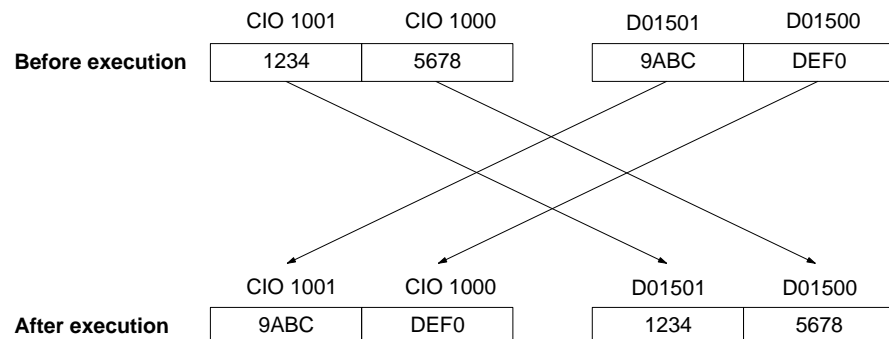 CIO 1001 CIO 1000 D01501 D01500
Before execution 1234 5678 9ABC DEF0
CIO 1001 CIO 1000 D01501 D01500
After execution 9ABC DEF0 1234 5678